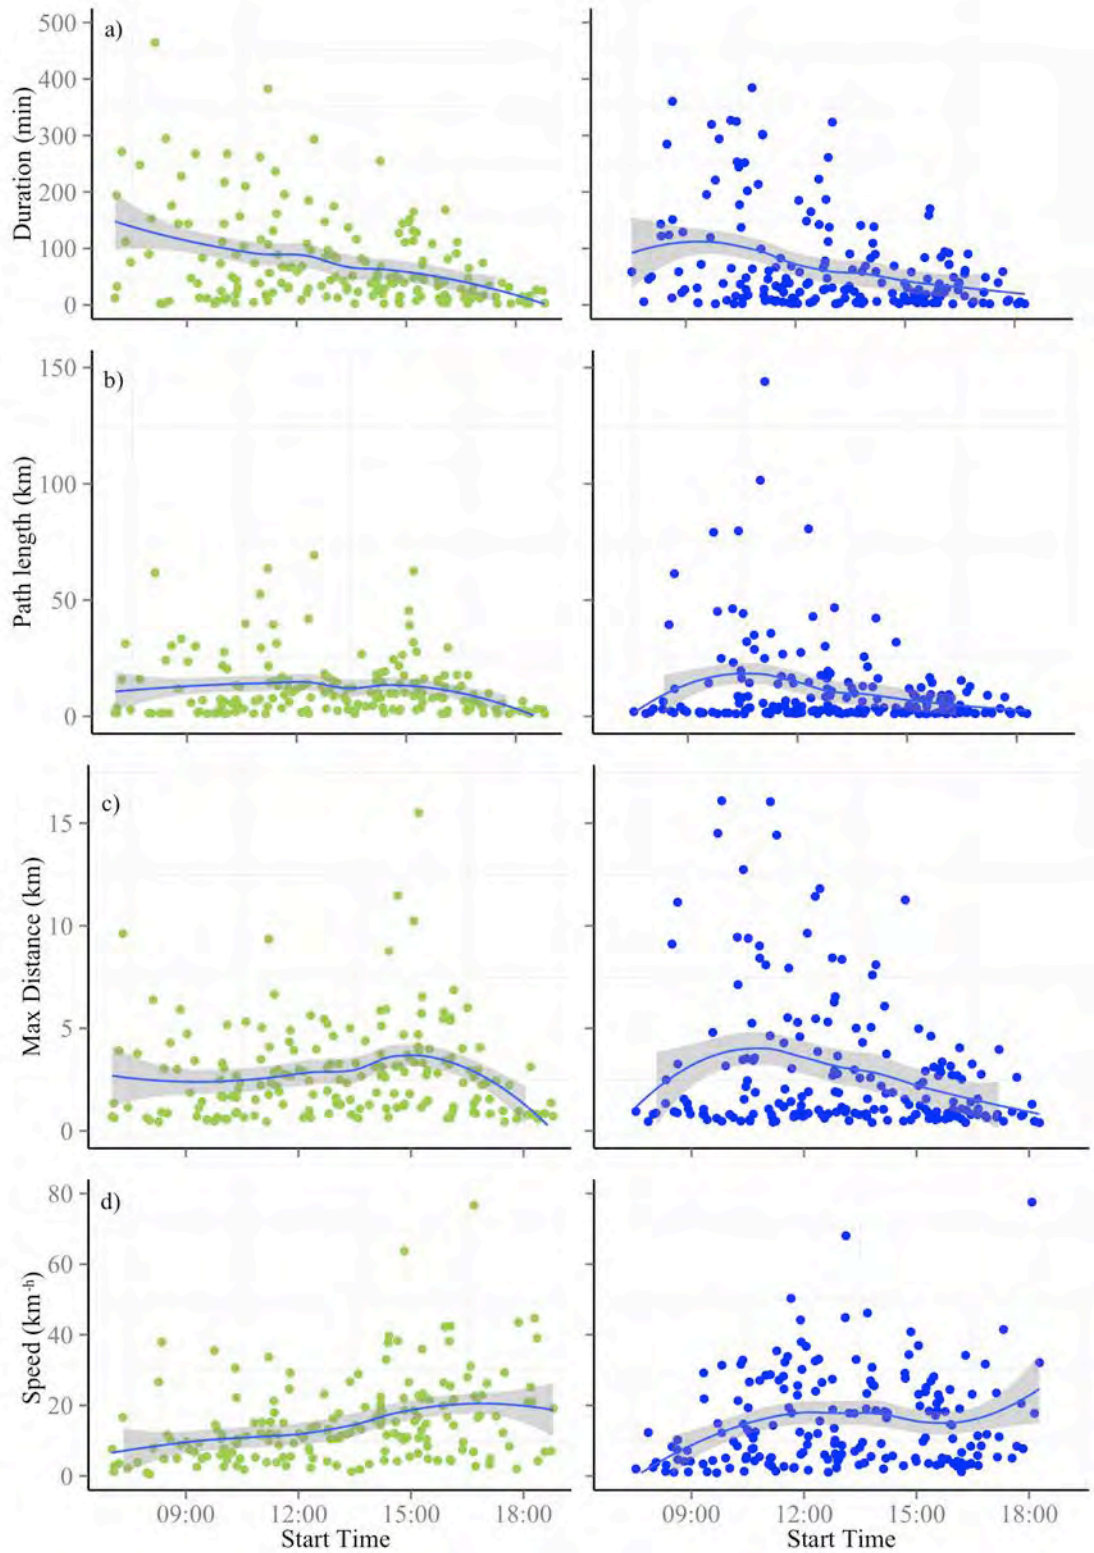 a)
500
400
300
200
100
0
Duration (min)
b)
150
100
50
0
Path length (km)
c)
15
10
5
0
Max Distance (km)
d)
80
60
40
20
0
Speed (km-h)
09:00 12:00 15:00 18:00 09:00 12:00 15:00 18:00
Start Time Start Time